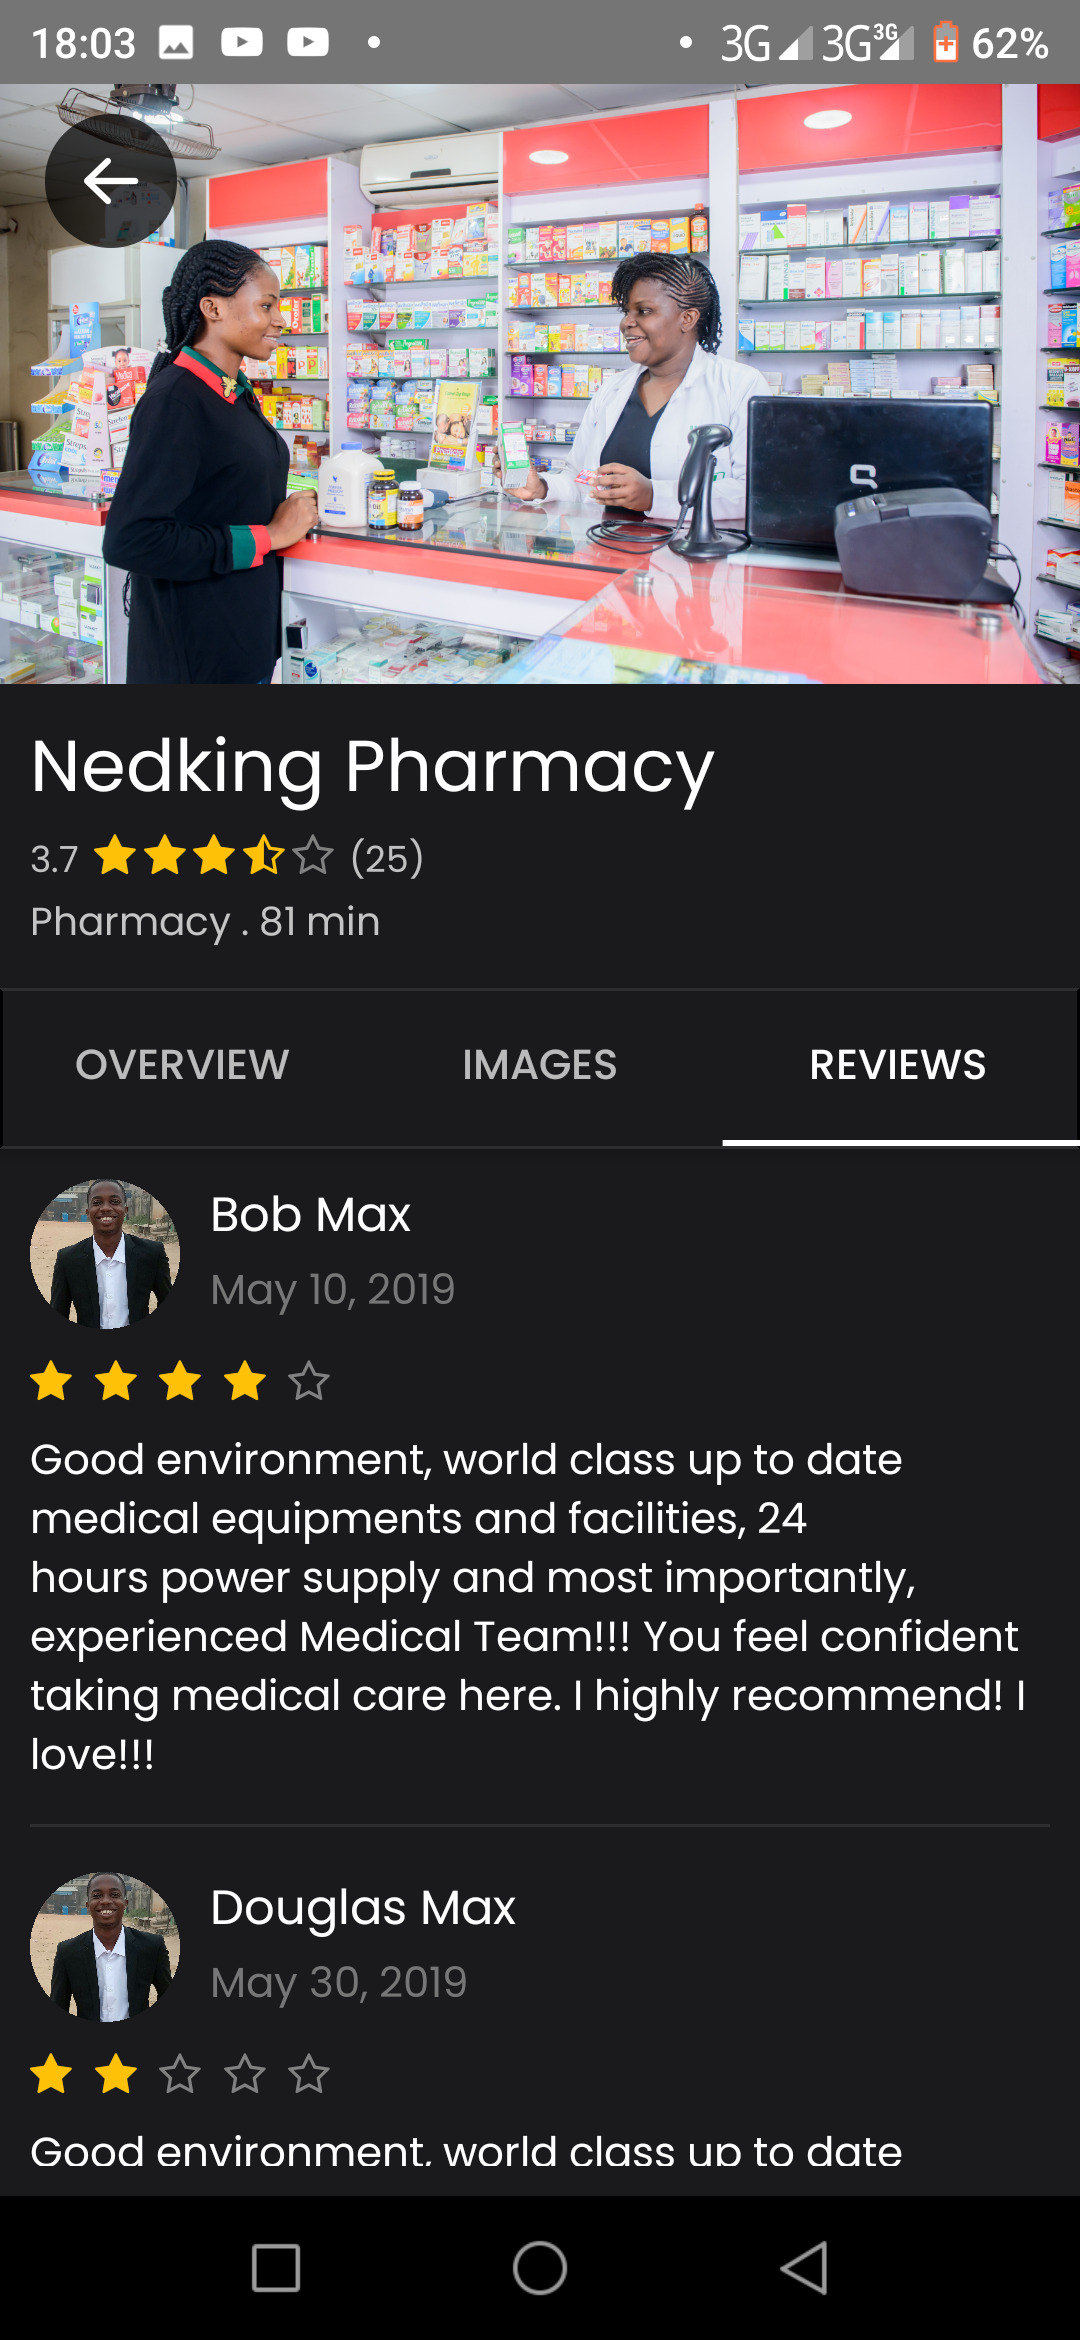 18:03
3G 3G 3G 62%
Nedking Pharmacy
3.7 (25)
Pharmacy . 81 min
OVERVIEW IMAGES REVIEWS
Bob Max
May 10, 2019
Good environment, world class up to date
medical equipments and facilities, 24
hours power supply and most importantly,
experienced Medical Team!!! You feel confident
taking medical care here. I highly recommend! I
love!!!
Douglas Max
May 30, 2019
Good environment, world class up to date